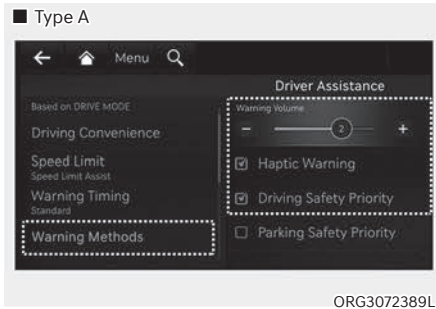 ■ Type A
Menu
Driver Assistance
Based on DRIVE MODE
Driving Convenience
Speed Limit
Speed Limit Assist
Warning Timing
Standard
Warning Methods
Warning Volume
- 2 +
Haptic Warning
Driving Safety Priority
Parking Safety Priority
ORG3072389L